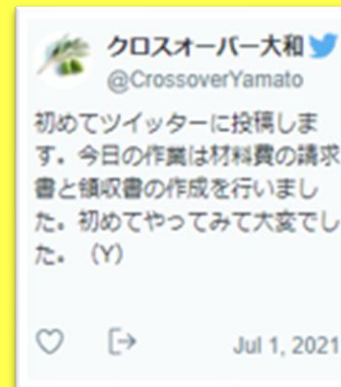 クロスオーバー大和
@CrossoverYamato
初めてツイッターに投稿しま
す。今日の作業は材料費の請求
書と領収書の作成を行いまし
た。初めてやってみて大変でし
た。（Y）
Jul 1, 2021